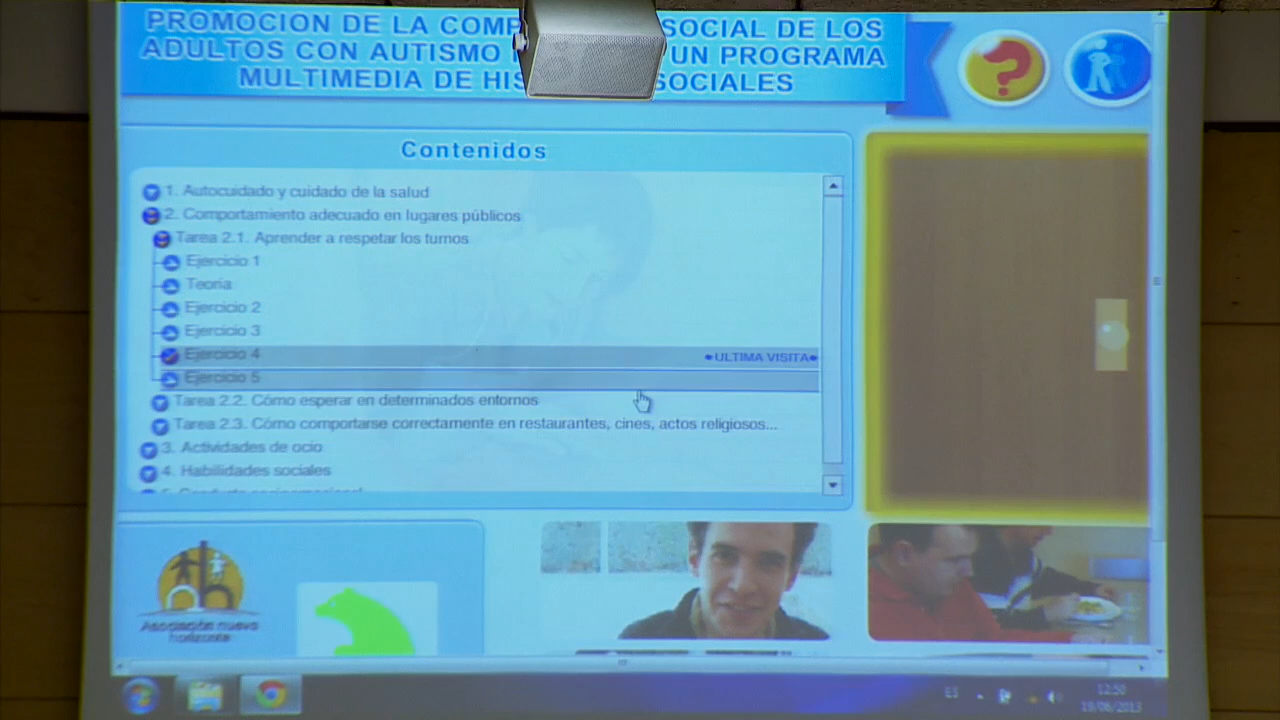 PROMOCION DE LA COMP SOCIAL DE LOS
ADULTOS CON AUTISMO UN PROGRAMA
MULTIMEDIA DE HIS SOCIALES
Contenidos
1. Autocuidado y cuidado de la salud
2. Comportamiento adecuado en lugares públicos
Tarea 2.1. Aprender a respetar los turnos
Ejercicio 1
Teoría
Ejercicio 2
Ejercicio 3
Ejercicio 4 ULTIMA VISITA
Ejercicio 5
Tarea 2.2. Cómo esperar en determinados entornos
Tarea 2.3. Cómo comportarse correctamente en restaurantes, cines, actos religiosos...
3. Actividades de ocio
4. Habilidades sociales
Asociación nuevo
horizonte
ES
12:50
19/06/2013